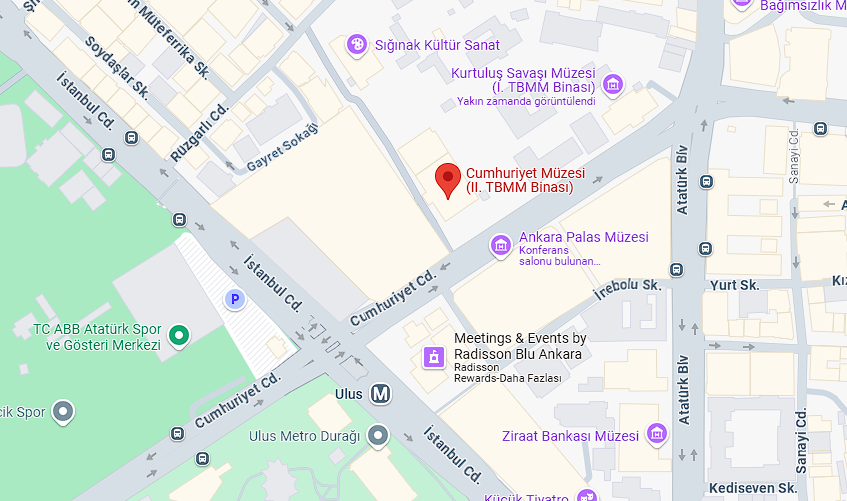 Bağımsızlık M
Müteferrika Sk.
Soydaşlar Sk.
İstanbul Cd.
Rüzgarlı Cd.
Gayret Sokağı
Sığınak Kültür Sanat
Kurtuluş Savaşı Müzesi
(I. TBMM Binası)
Yakın zamanda görüntülendi
Cumhuriyet Müzesi
(II. TBMM Binası)
Atatürk Blv
Sanayi Cd.
A
Ankara Palas Müzesi
Konferans
salonu bulunan…
İstanbul Cd.
P
Cumhuriyet Cd.
İrebolu Sk.
Yurt Sk.
Kız
TC ABB Atatürk Spor
ve Gösteri Merkezi
Meetings & Events by
Radisson Blu Ankara
Radisson
Rewards-Daha Fazlası
Atatürk Blv
Cumhuriyet Cd.
Ulus
M
cik Spor
Ulus Metro Durağı
İstanbul Cd.
Ziraat Bankası Müzesi
Sanayi Cd.
Kediseven Sk.
Küçük Tiyatro